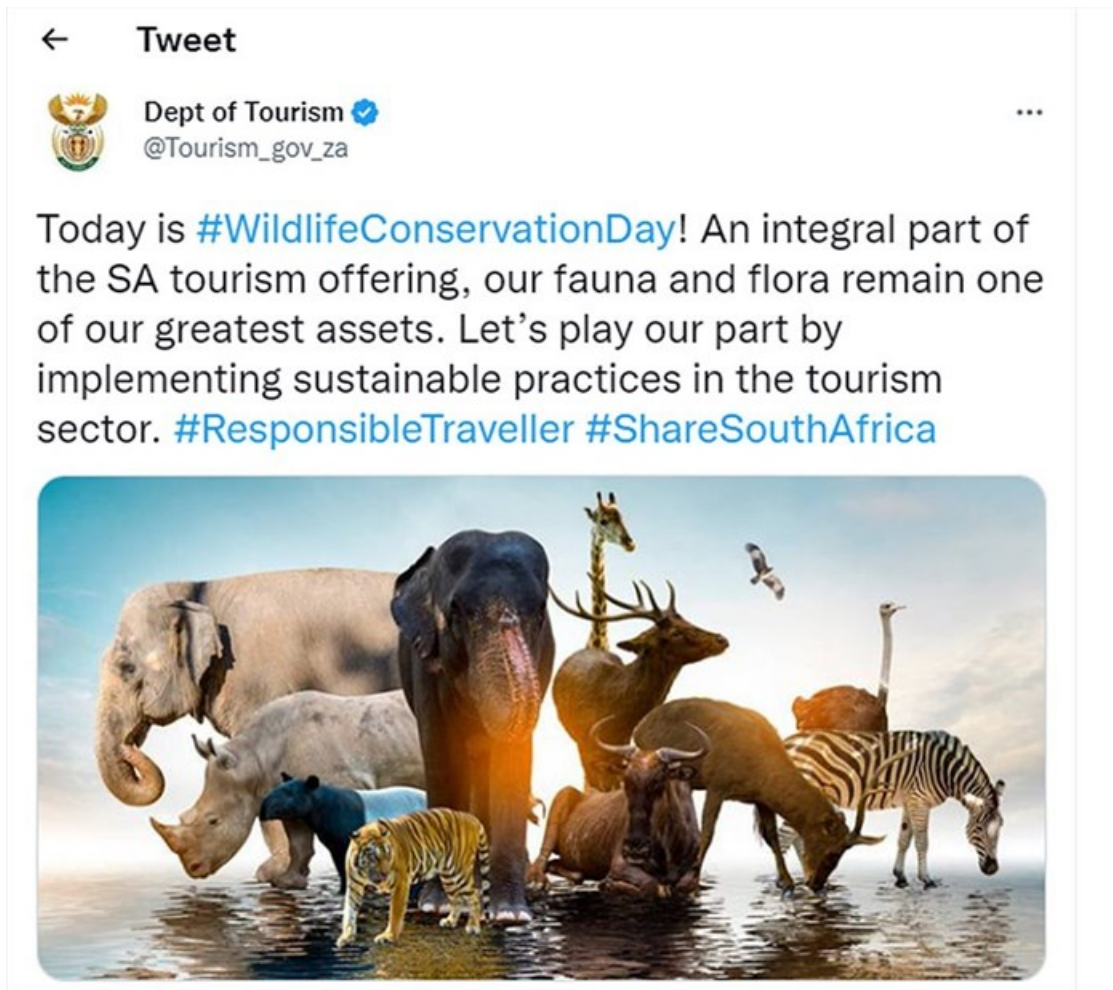 Tweet
Dept of Tourism
@Tourism_gov_za
Today is #WildlifeConservationDay! An integral part of
the SA tourism offering, our fauna and flora remain one
of our greatest assets. Let’s play our part by
implementing sustainable practices in the tourism
sector. #ResponsibleTraveller #ShareSouthAfrica